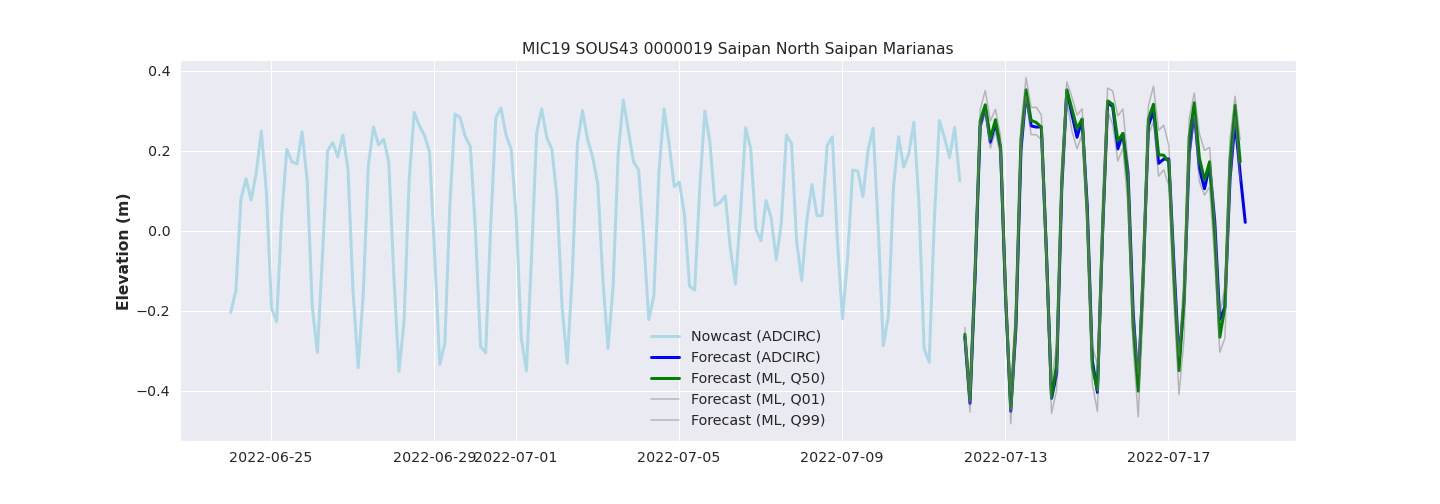 MIC19 SOUS43 0000019 Saipan North Saipan Marianas
Elevation (m)
0.4
0.2
0.0
−0.2
−0.4
Nowcast (ADCIRC)
Forecast (ADCIRC)
Forecast (ML, Q50)
Forecast (ML, Q01)
Forecast (ML, Q99)
2022-06-25 2022-06-29 2022-07-01 2022-07-05 2022-07-09 2022-07-13 2022-07-17